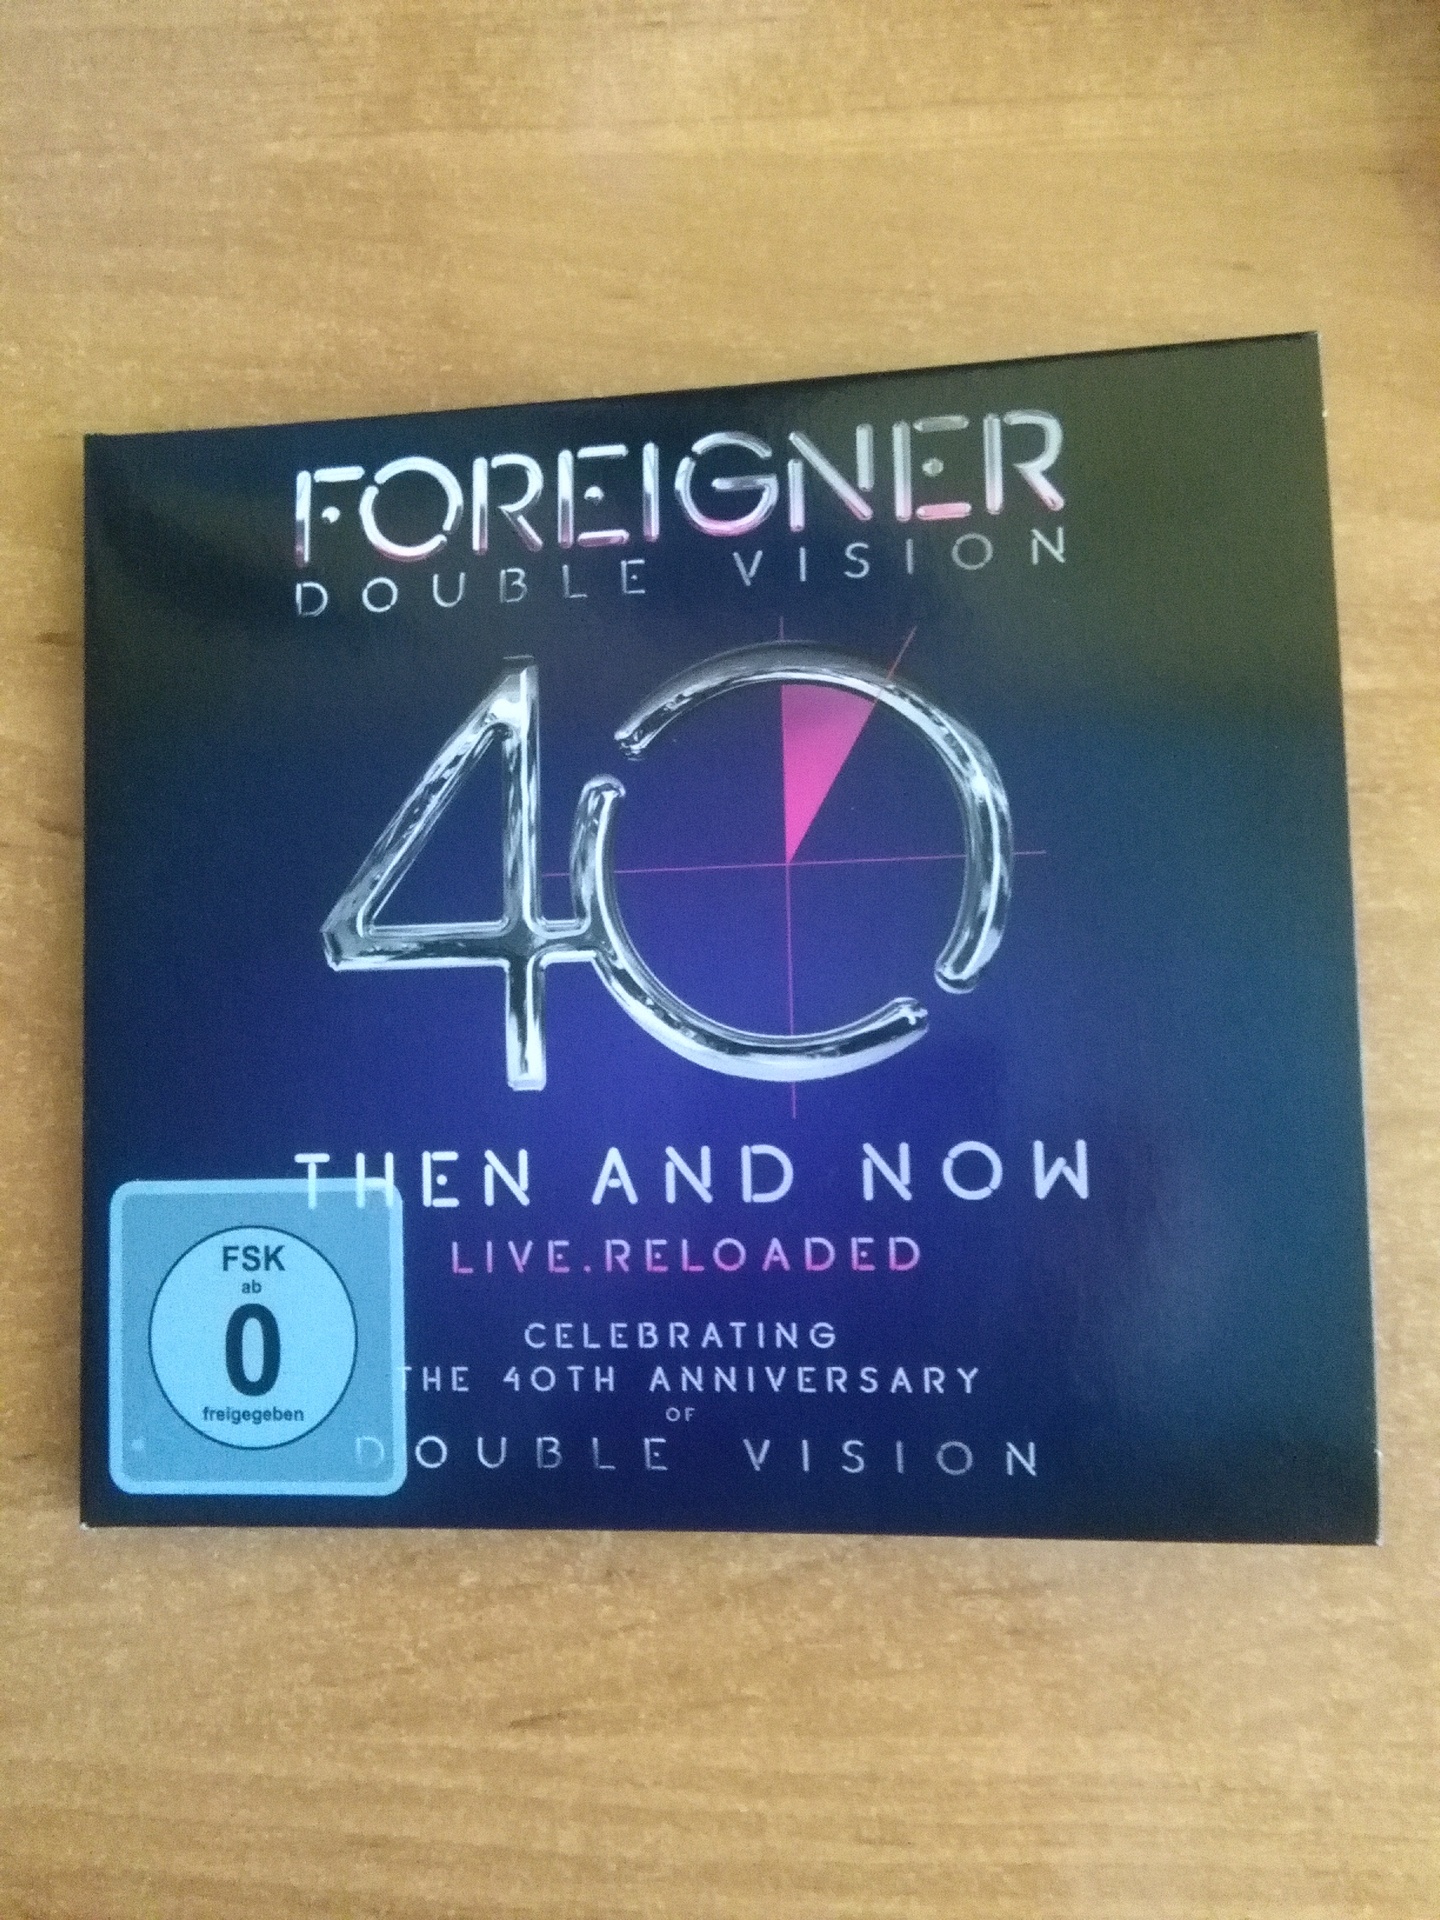 FOREIGNER
DOUBLE VISION
40
THEN AND NOW
LIVE.RELOADED
CELEBRATING
THE 40TH ANNIVERSARY
OF
DOUBLE VISION
FSK
ab
0
freigegeben